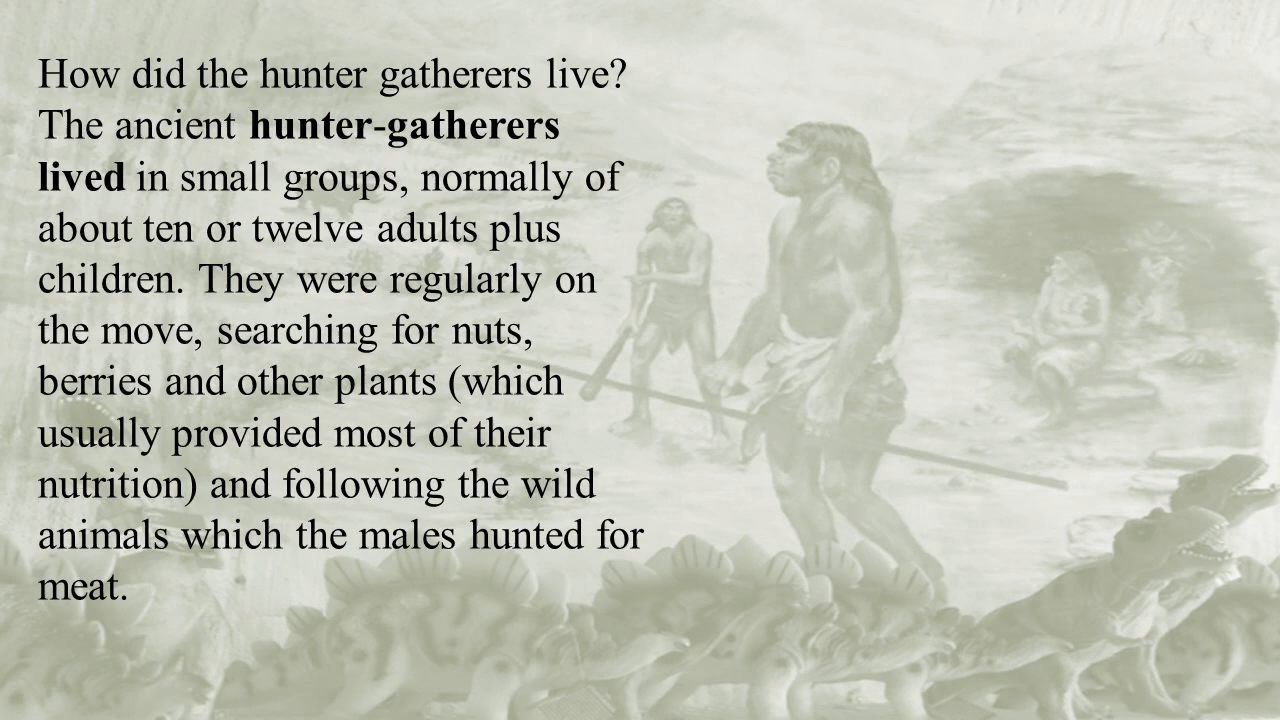 How did the hunter gatherers live?
The ancient hunter-gatherers
lived in small groups, normally of
about ten or twelve adults plus
children. They were regularly on
the move, searching for nuts,
berries and other plants (which
usually provided most of their
nutrition) and following the wild
animals which the males hunted for
meat.